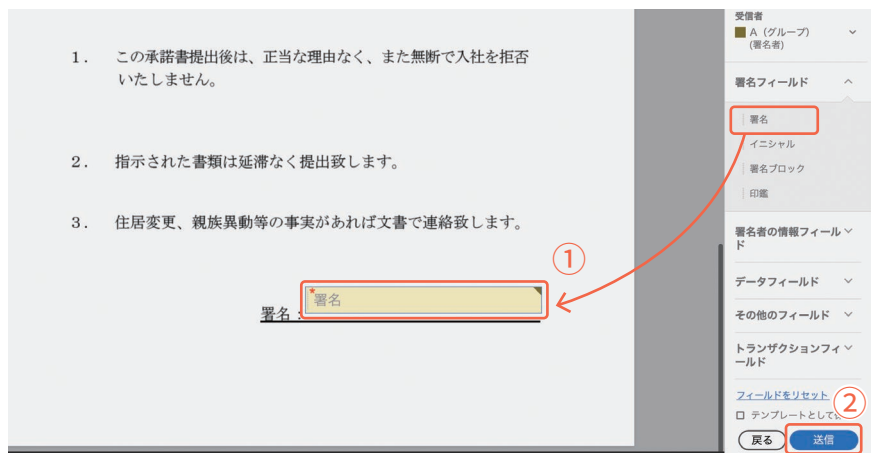 1. この承諾書提出後は、正当な理由なく、また無断で入社を拒否
いたしません。
2. 指示された書類は延滞なく提出致します。
3. 住居変更、親族異動等の事実があれば文書で連絡致します。
①
*署名
署名：
受信者
A（グループ）
(署名者)
署名フィールド
署名
イニシャル
署名ブロック
印鑑
署名者の情報フィール
ド
データフィールド
その他のフィールド
トランザクションフィ
ールド
フィールドをリセット
②
テンプレートとして
戻る
送信